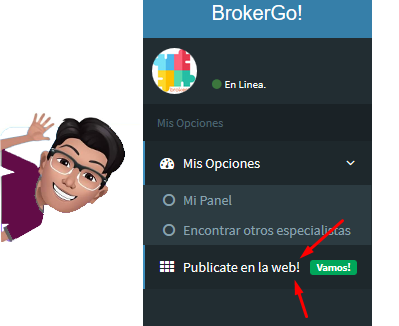 BrokerGo!
En Linea.
Mis Opciones
Mis Opciones
Mi Panel
Encontrar otros especialistas
Publicate en la web! Vamos!